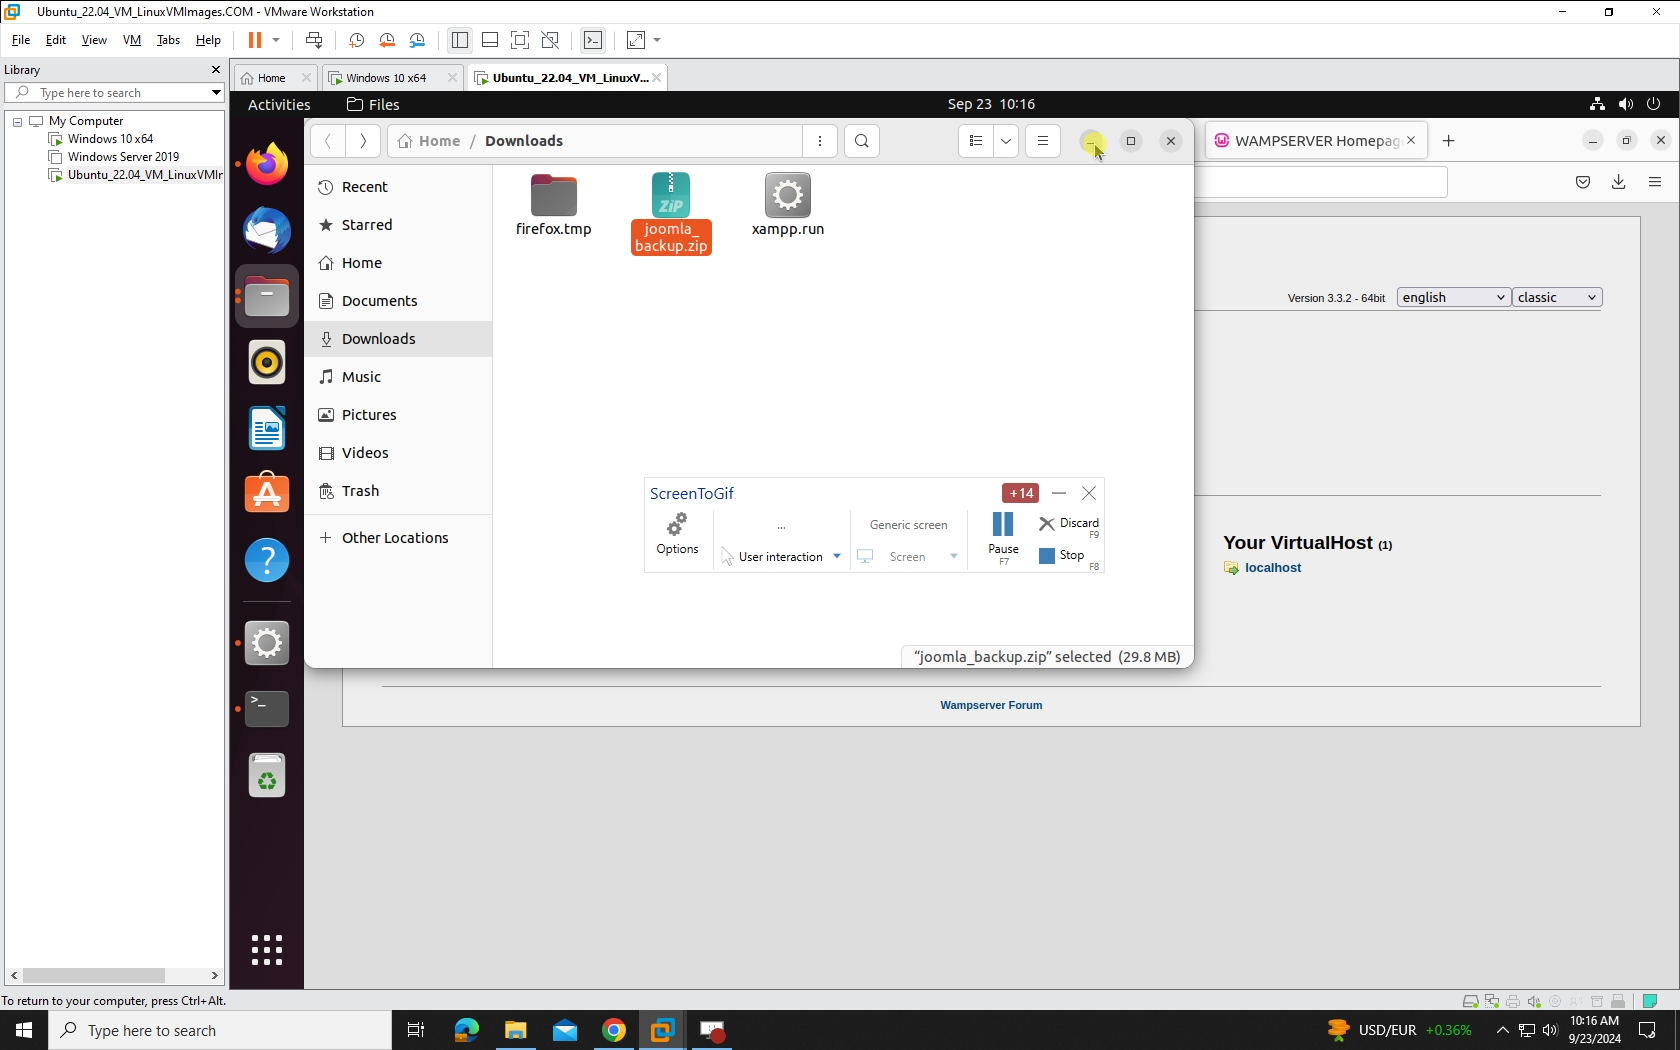 Ubuntu_22.04_VM_LinuxVMImages.COM - VMware Workstation
File Edit View VM Tabs Help
Library
Type here to search
Home
Windows 10 x64
Ubuntu_22.04_VM_LinuxV...
My Computer
Windows 10 x64
Windows Server 2019
Ubuntu_22.04_VM_LinuxVMIr
Activities
Files
Sep 23 10:16
Home / Downloads
WAMPSERVER Homepag
Recent
Starred
Home
Documents
Downloads
Music
Pictures
Videos
Trash
Other Locations
firefox.tmp
ZIP
joomla_
backup.zip
xampp.run
Version 3.3.2 - 64bit
english
classic
ScreenToGif
+14
Options
...
User interaction
Generic screen
Screen
Pause
F7
Discard
F9
Stop
F8
Your VirtualHost (1)
localhost
"joomla_backup.zip" selected (29.8 MB)
Wampserver Forum
To return to your computer, press Ctrl+Alt.
Type here to search
USD/EUR +0.36%
10:16 AM
9/23/2024